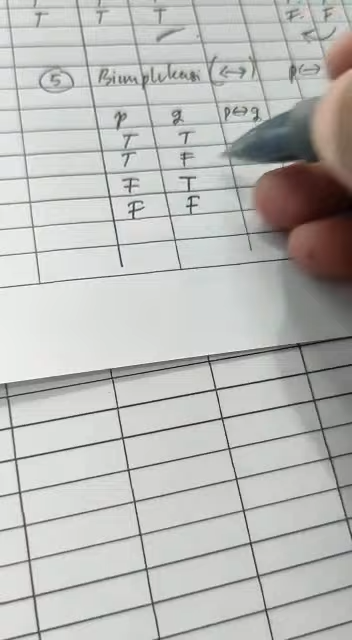 T T T F F
⑤ Biimplikasi (↔) p↔
p q p↔q
T T
T F
F T
F F